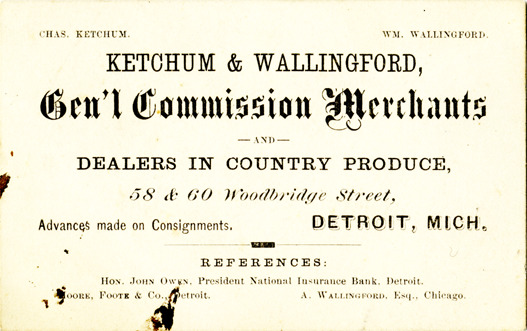 CHAS. KETCHUM. WM. WALLINGFORD.
KETCHUM & WALLINGFORD,
Gen'l Commission Merchants
— AND —
DEALERS IN COUNTRY PRODUCE,
58 & 60 Woodbridge Street,
Advances made on Consignments. DETROIT, MICH.
REFERENCES:
HON. JOHN OWEN, President National Insurance Bank, Detroit.
MOORE, FOOTE & CO., Detroit. A. WALLINGFORD, Esq., Chicago.